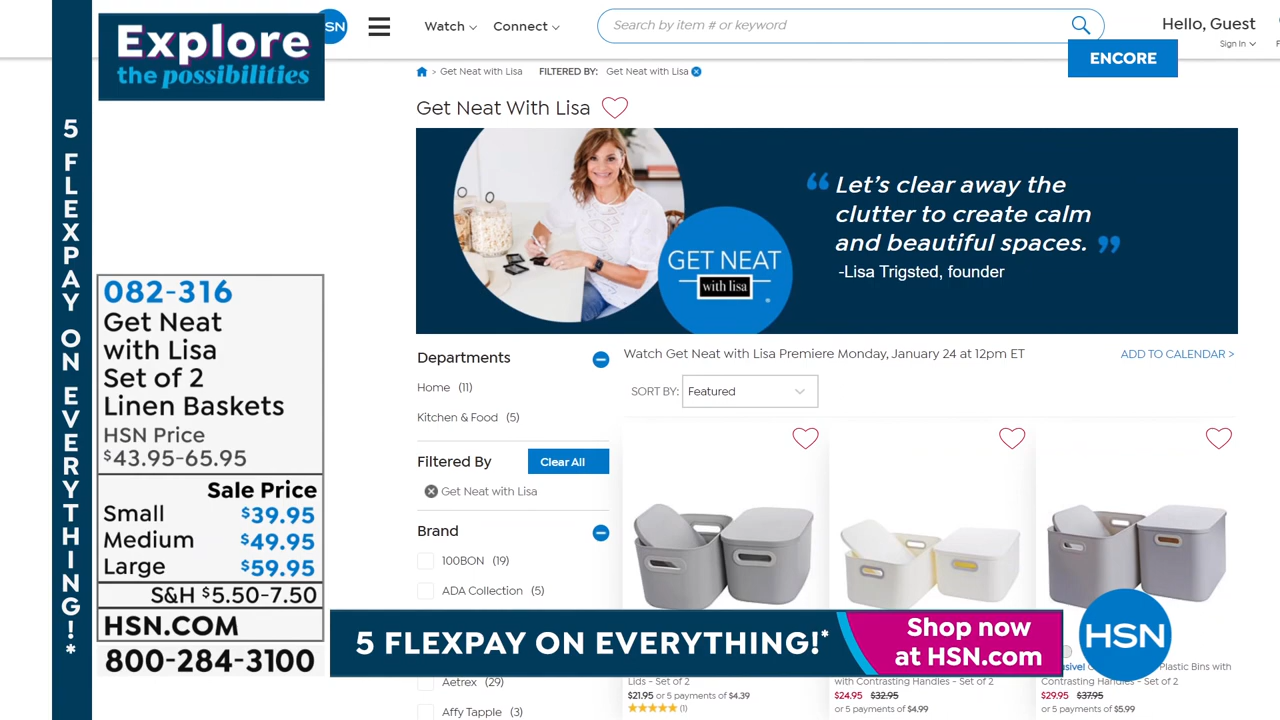 5 FLEXPAY ON EVERYTHING!*
Explore
the possibilities
SN
Watch
Connect
Search by item # or keyword
Hello, Guest
Sign In
ENCORE
> Get Neat with Lisa
FILTERED BY:
Get Neat with Lisa
Get Neat With Lisa
“ Let’s clear away the
clutter to create calm
and beautiful spaces. ”
-Lisa Trigsted, founder
GET NEAT
with lisa
082-316
Get Neat
with Lisa
Set of 2
Linen Baskets
HSN Price
$43.95-65.95
Sale Price
Small $39.95
Medium $49.95
Large $59.95
S&H $5.50-7.50
HSN.COM
800-284-3100
Departments
Home (11)
Kitchen & Food (5)
Filtered By
Clear All
Get Neat with Lisa
Brand
100BON (19)
ADA Collection (5)
Aetrex (29)
Affy Tapple (3)
Watch Get Neat with Lisa Premiere Monday, January 24 at 12pm ET
ADD TO CALENDAR >
SORT BY:
Featured
5 FLEXPAY ON EVERYTHING!*
Shop now
at HSN.com
HSN
Lids - Set of 2
$21.95 or 5 payments of $4.39
(1)
with Contrasting Handles - Set of 2
$24.95 $32.95
or 5 payments of $4.99
Plastic Bins with
Contrasting Handles - Set of 2
$29.95 $37.95
or 5 payments of $5.99